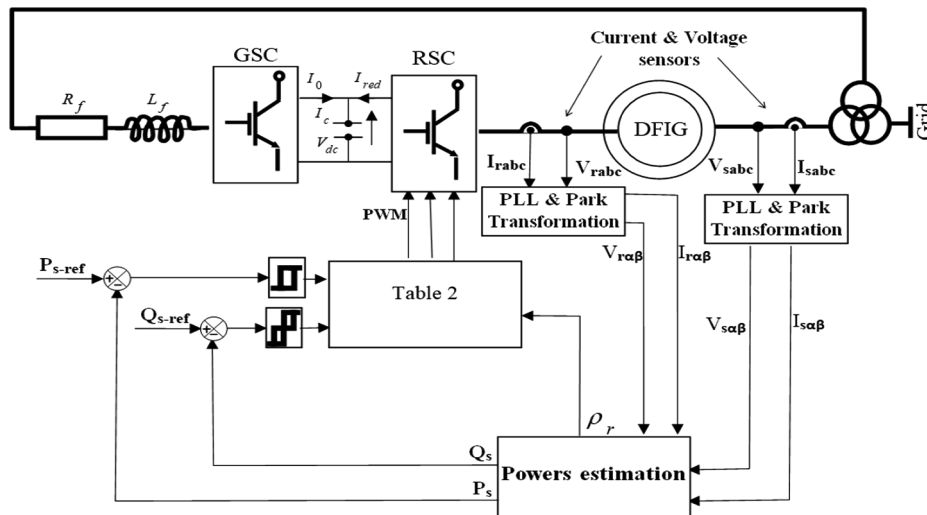 GSC
RSC
Current & Voltage
sensors
R_f
L_f
I_0
I_red
I_c
V_dc
DFIG
Grid
I_rabc
V_rabc
V_sabc
I_sabc
PLL & Park
Transformation
PLL & Park
Transformation
PWM
V_rαβ
I_rαβ
P_s-ref
+
−
Table 2
Q_s-ref
+
−
V_sαβ
I_sαβ
ρ_r
Q_s
Powers estimation
P_s